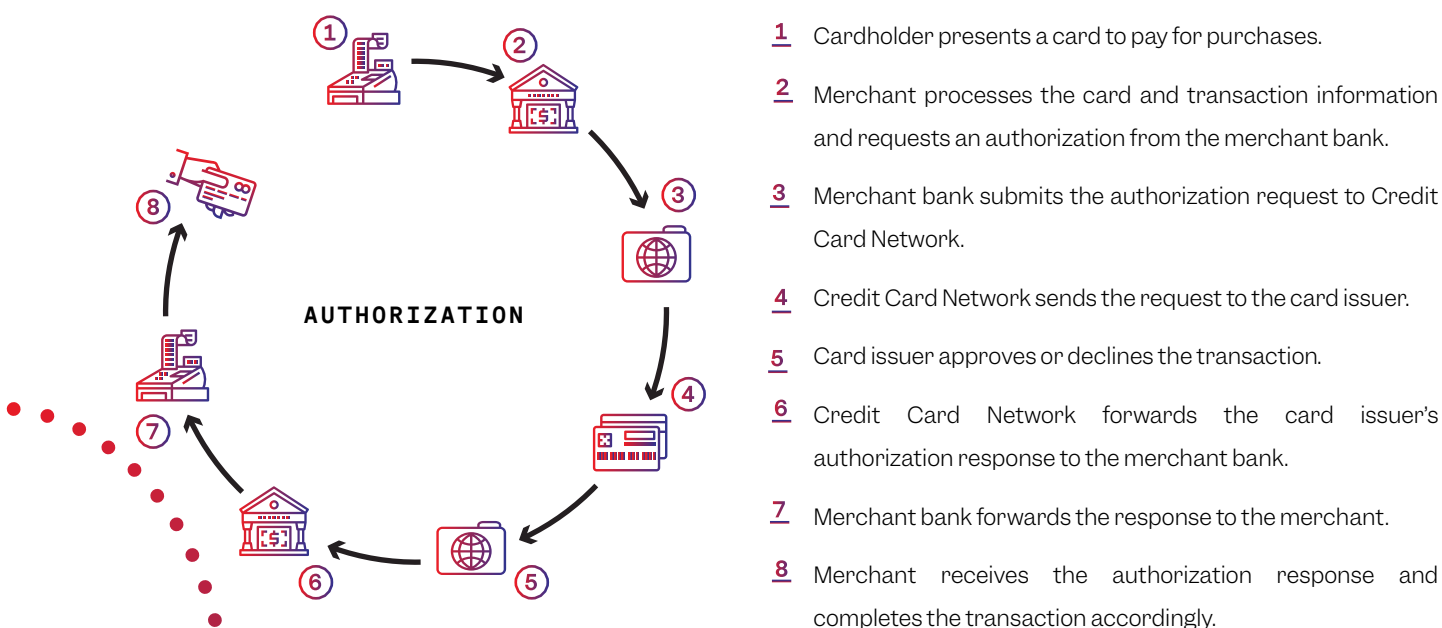 1
2
3
4
5
6
7
8
AUTHORIZATION
$
$
1 Cardholder presents a card to pay for purchases.
2 Merchant processes the card and transaction information
and requests an authorization from the merchant bank.
3 Merchant bank submits the authorization request to Credit
Card Network.
4 Credit Card Network sends the request to the card issuer.
5 Card issuer approves or declines the transaction.
6 Credit Card Network forwards the card issuer’s
authorization response to the merchant bank.
7 Merchant bank forwards the response to the merchant.
8 Merchant receives the authorization response and
completes the transaction accordingly.